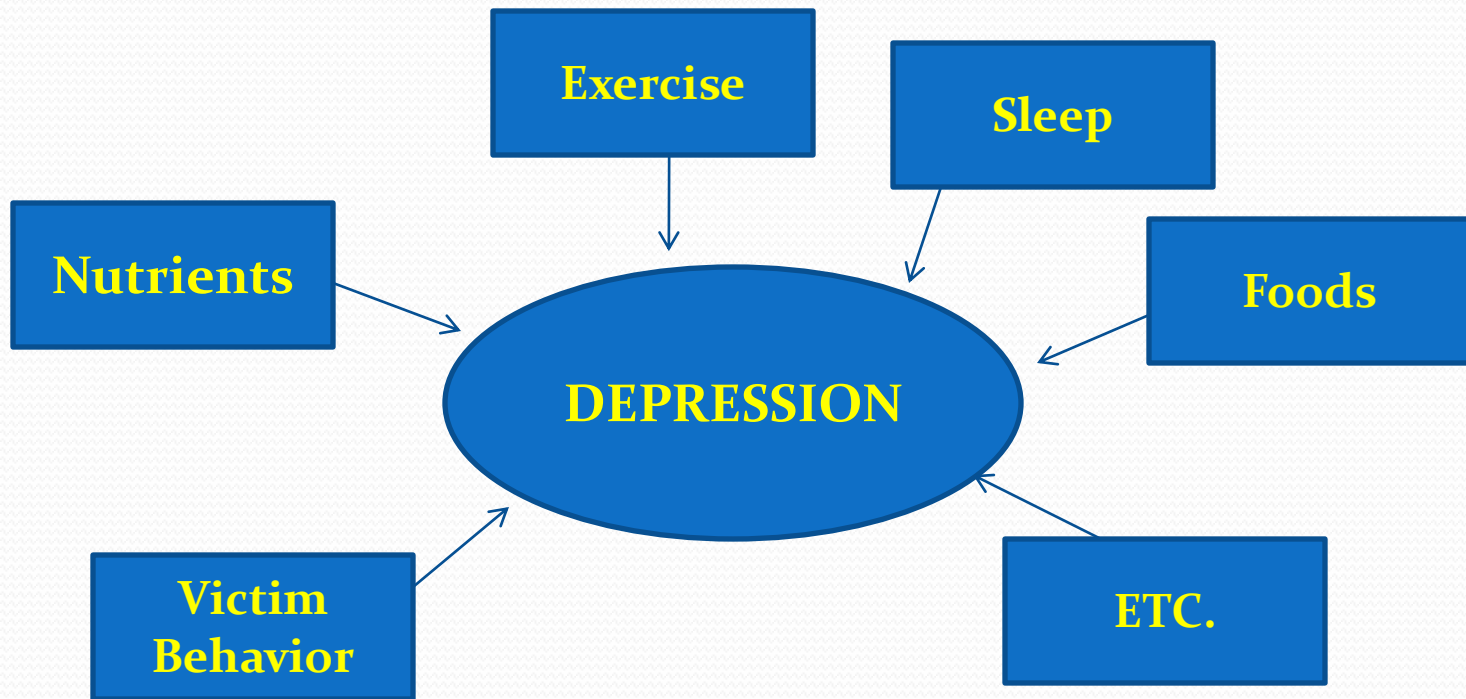 Exercise
Sleep
Nutrients
Foods
DEPRESSION
Victim
Behavior
ETC.